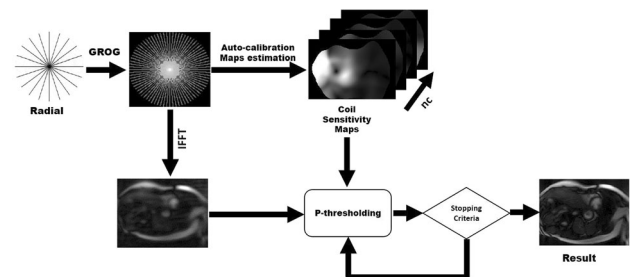 GROG
Auto-calibration
Maps estimation
Radial
nc
Coil
Sensitivity
Maps
IFFT
P-thresholding
Stopping
Criteria
Result